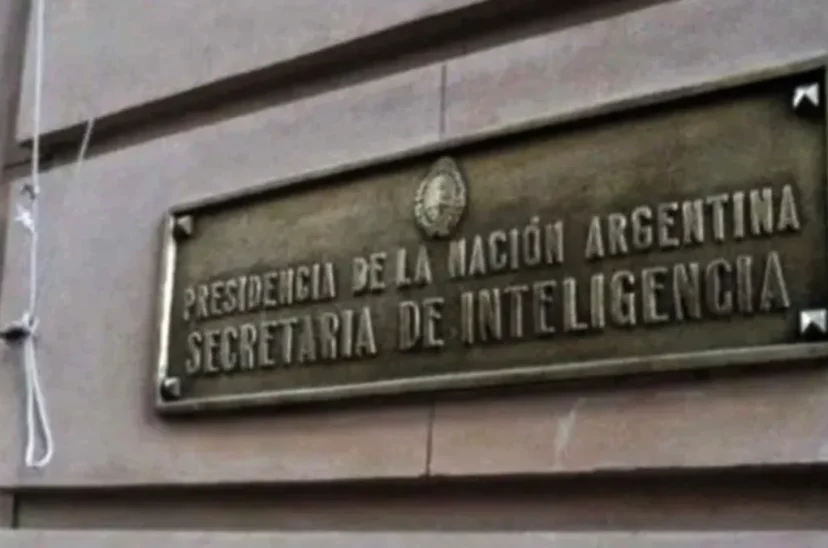 PRESIDENCIA DE LA NACIÓN ARGENTINA
SECRETARIA DE INTELIGENCIA